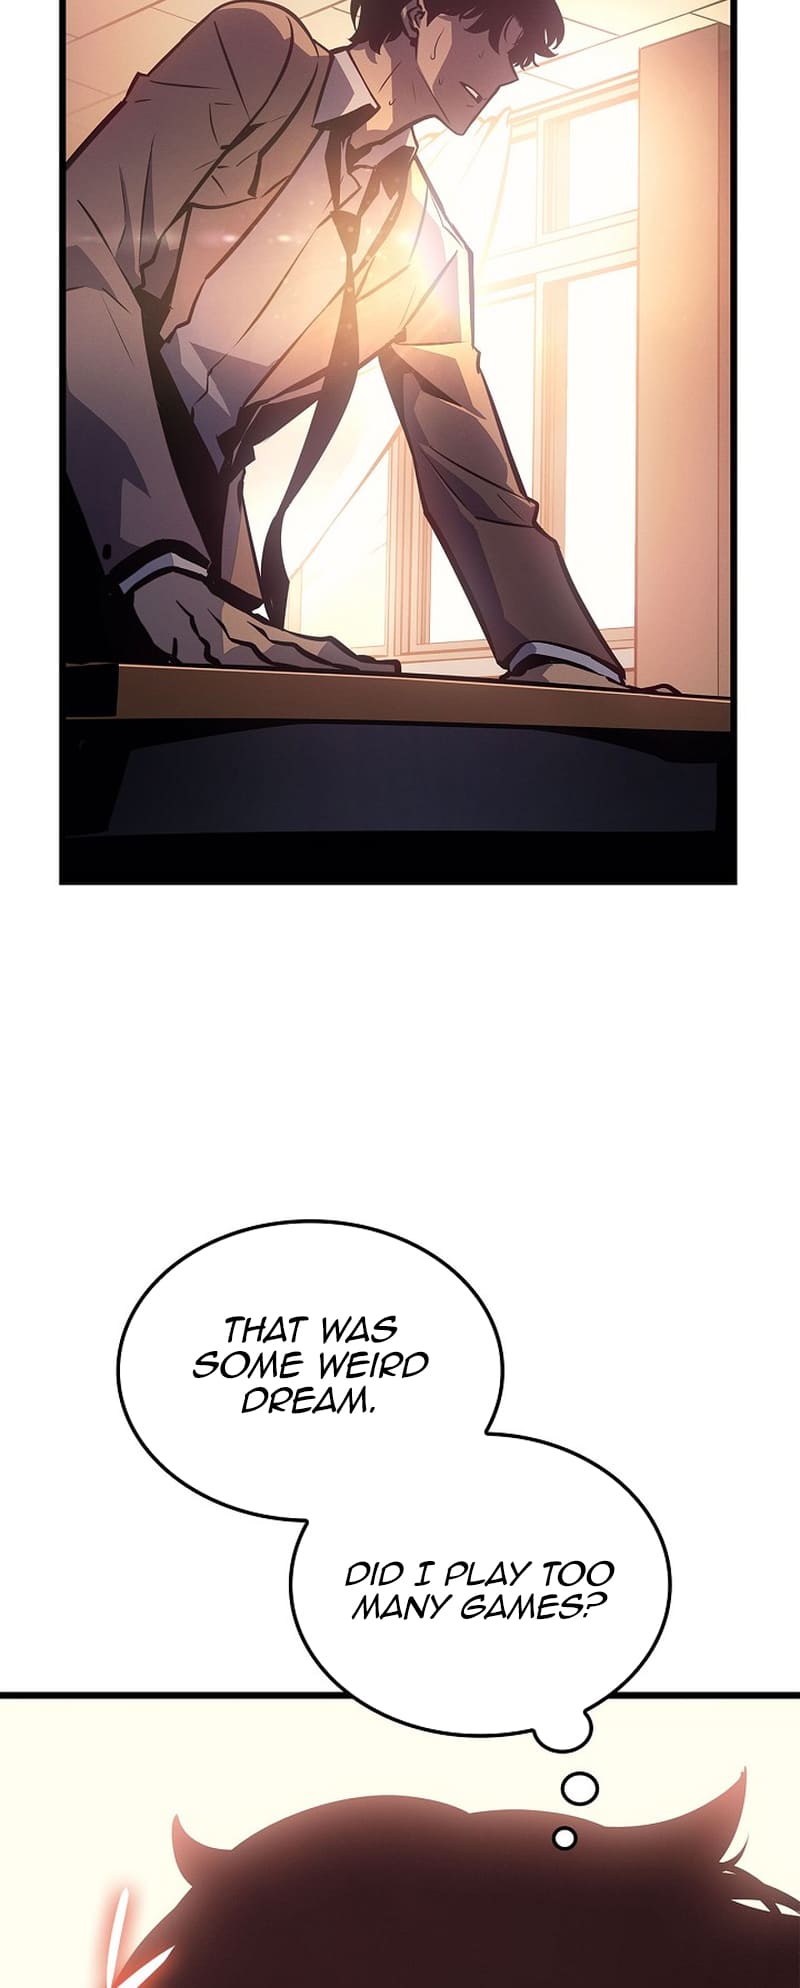 THAT WAS
SOME WEIRD
DREAM.
DID I PLAY TOO
MANY GAMES?